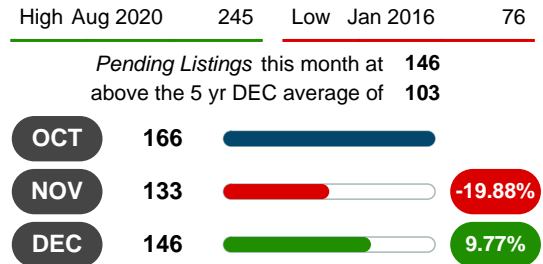 High Aug 2020 245 Low Jan 2016 76
Pending Listings this month at 146
above the 5 yr DEC average of 103
OCT 166
NOV 133 -19.88%
DEC 146 9.77%